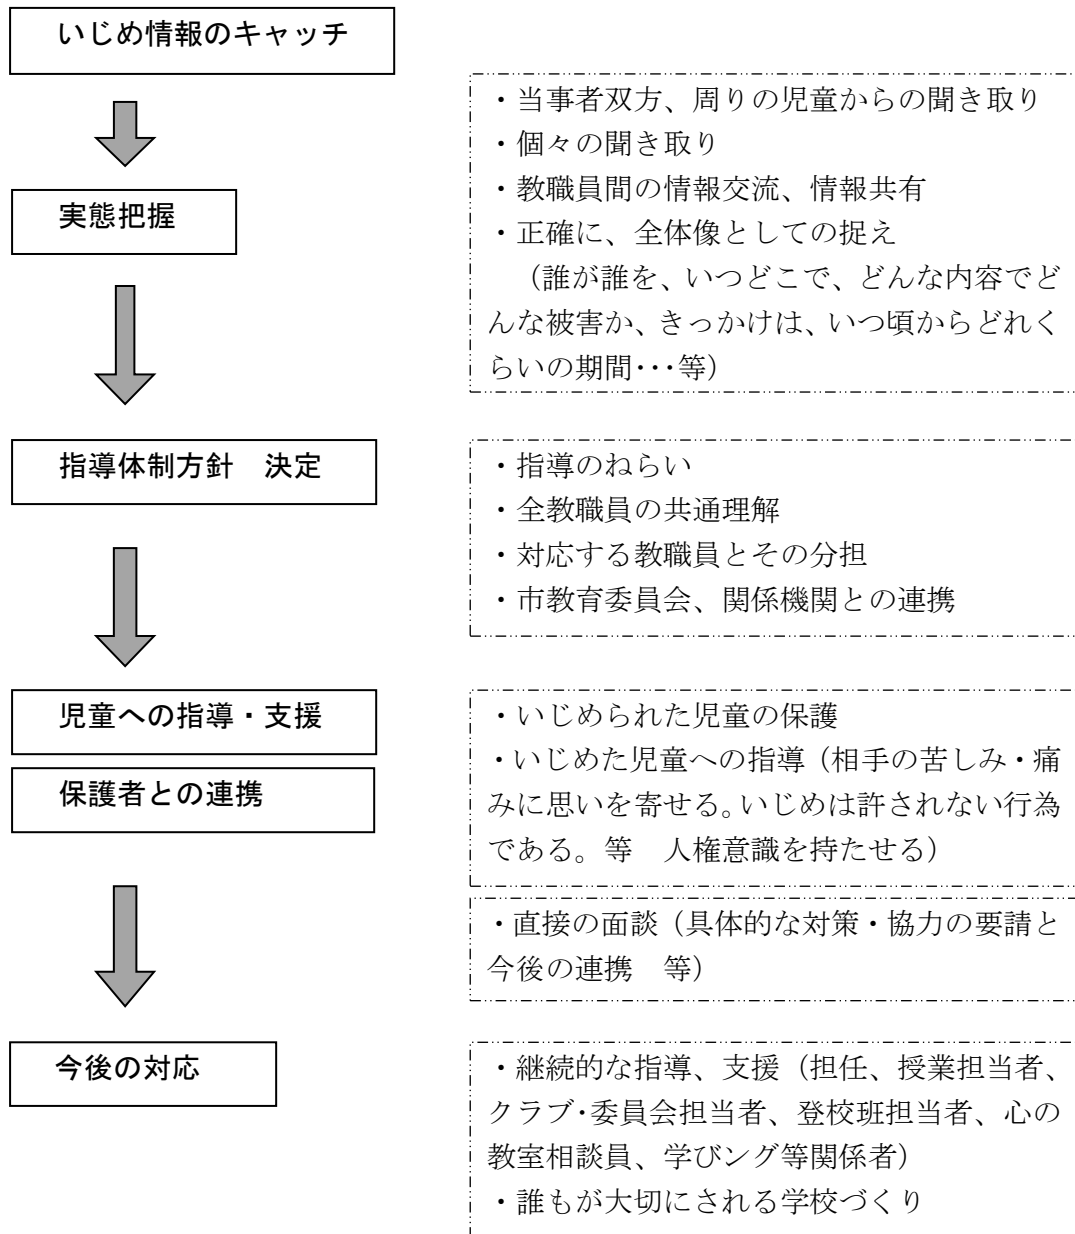 いじめ情報のキャッチ
・当事者双方、周りの児童からの聞き取り
・個々の聞き取り
・教職員間の情報交流、情報共有
・正確に、全体像としての捉え
（誰が誰を、いつどこで、どんな内容でど
んな被害か、きっかけは、いつ頃からどれく
らいの期間･･･等）
実態把握
指導体制方針　決定
・指導のねらい
・全教職員の共通理解
・対応する教職員とその分担
・市教育委員会、関係機関との連携
児童への指導・支援
保護者との連携
・いじめられた児童の保護
・いじめた児童への指導（相手の苦しみ・痛
みに思いを寄せる。いじめは許されない行為
である。等　人権意識を持たせる）
・直接の面談（具体的な対策・協力の要請と
今後の連携　等）
今後の対応
・継続的な指導、支援（担任、授業担当者、
クラブ･委員会担当者、登校班担当者、心の
教室相談員、学びング等関係者）
・誰もが大切にされる学校づくり